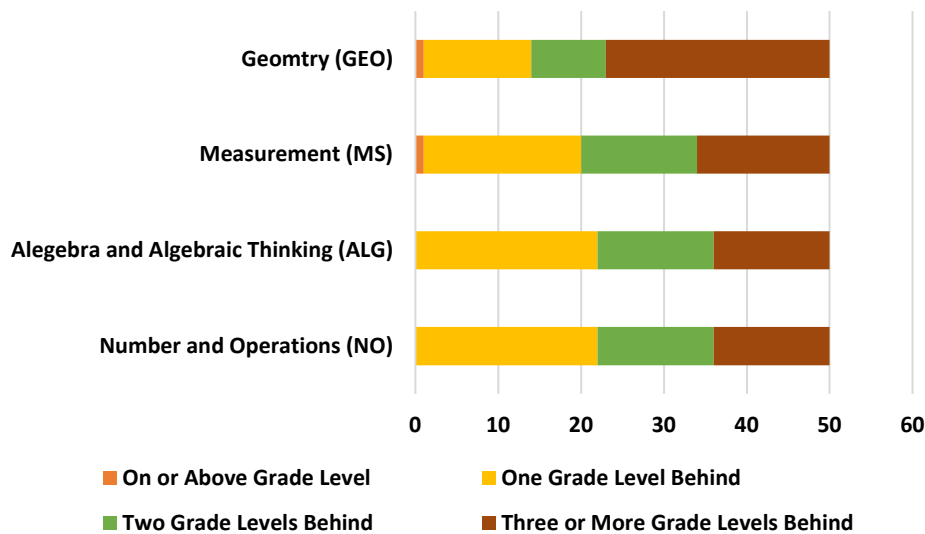 Geomtry (GEO)
Measurement (MS)
Alegebra and Algebraic Thinking (ALG)
Number and Operations (NO)
0 10 20 30 40 50 60
On or Above Grade Level One Grade Level Behind
Two Grade Levels Behind Three or More Grade Levels Behind